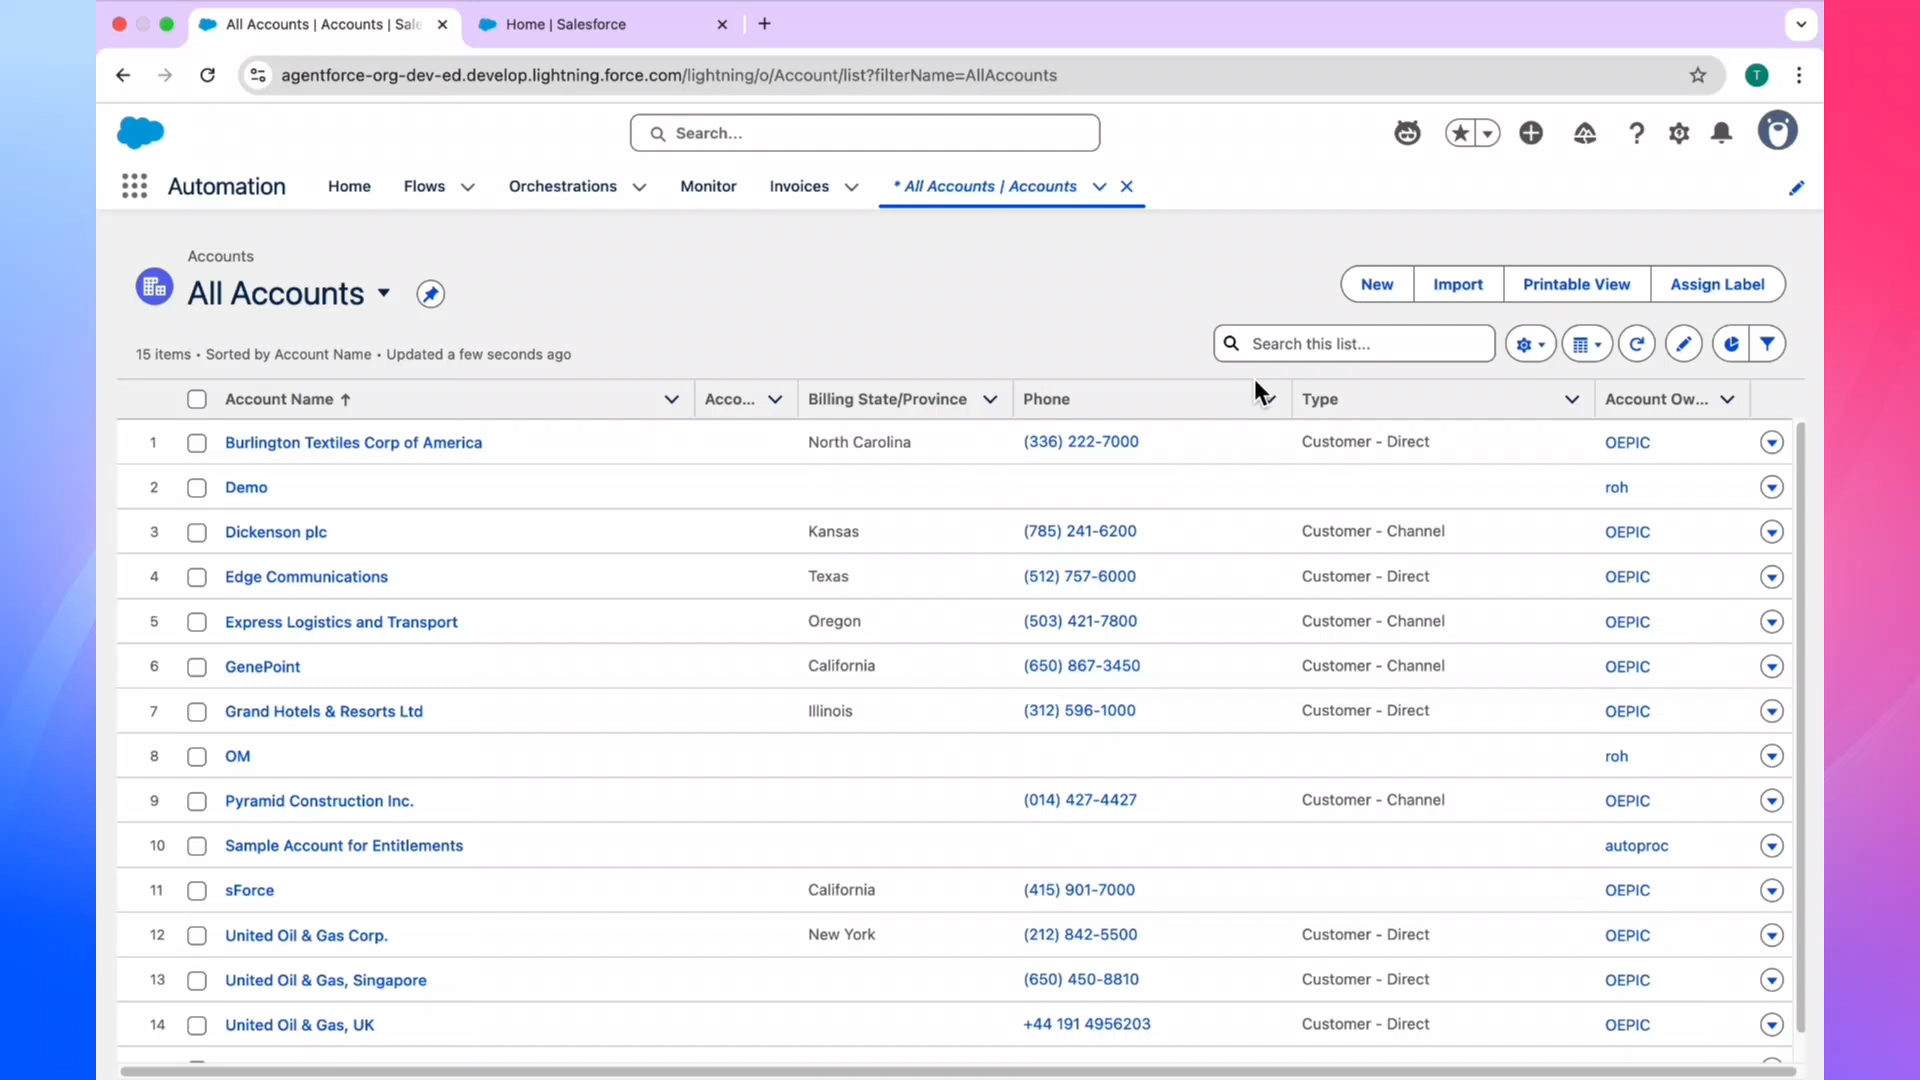 All Accounts | Accounts | Sale
Home | Salesforce
agentforce-org-dev-ed.develop.lightning.force.com/lightning/o/Account/list?filterName=AllAccounts
T
Search...
Automation
Home
Flows
Orchestrations
Monitor
Invoices
* All Accounts | Accounts
Accounts
All Accounts
New
Import
Printable View
Assign Label
15 items • Sorted by Account Name • Updated a few seconds ago
Search this list...
Account Name ↑ Acco... Billing State/Province Phone Type Account Ow...
1 Burlington Textiles Corp of America North Carolina (336) 222-7000 Customer - Direct OEPIC
2 Demo roh
3 Dickenson plc Kansas (785) 241-6200 Customer - Channel OEPIC
4 Edge Communications Texas (512) 757-6000 Customer - Direct OEPIC
5 Express Logistics and Transport Oregon (503) 421-7800 Customer - Channel OEPIC
6 GenePoint California (650) 867-3450 Customer - Channel OEPIC
7 Grand Hotels & Resorts Ltd Illinois (312) 596-1000 Customer - Direct OEPIC
8 OM roh
9 Pyramid Construction Inc. (014) 427-4427 Customer - Channel OEPIC
10 Sample Account for Entitlements autoproc
11 sForce California (415) 901-7000 OEPIC
12 United Oil & Gas Corp. New York (212) 842-5500 Customer - Direct OEPIC
13 United Oil & Gas, Singapore (650) 450-8810 Customer - Direct OEPIC
14 United Oil & Gas, UK +44 191 4956203 Customer - Direct OEPIC